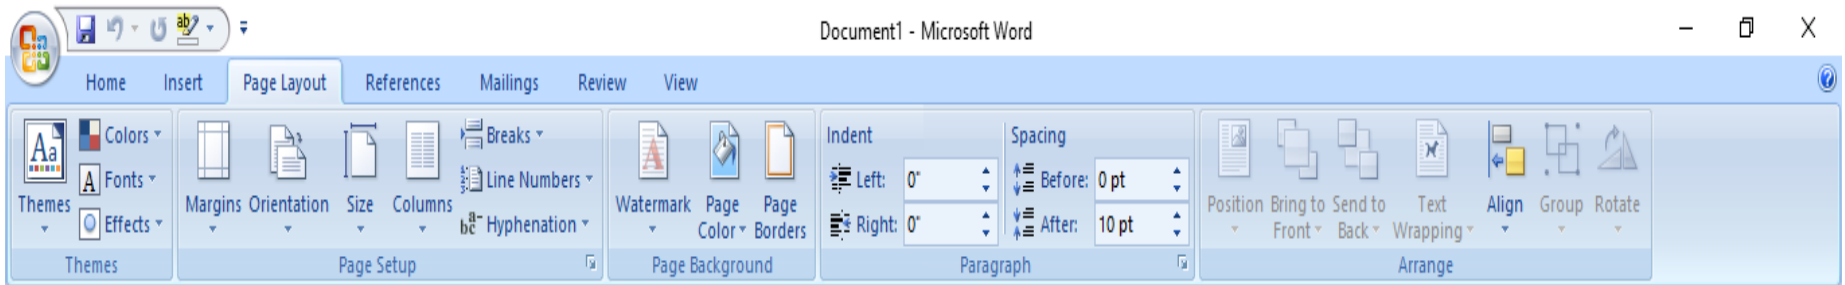 Document1 - Microsoft Word
Home Insert Page Layout References Mailings Review View
Themes
Colors
Fonts
Effects
Themes
Margins
Orientation
Size
Columns
Breaks
Line Numbers
Hyphenation
Page Setup
Watermark
Page
Color
Page
Borders
Page Background
Indent
Left: 0"
Right: 0"
Spacing
Before: 0 pt
After: 10 pt
Paragraph
Position
Bring to
Front
Send to
Back
Text
Wrapping
Align
Group
Rotate
Arrange